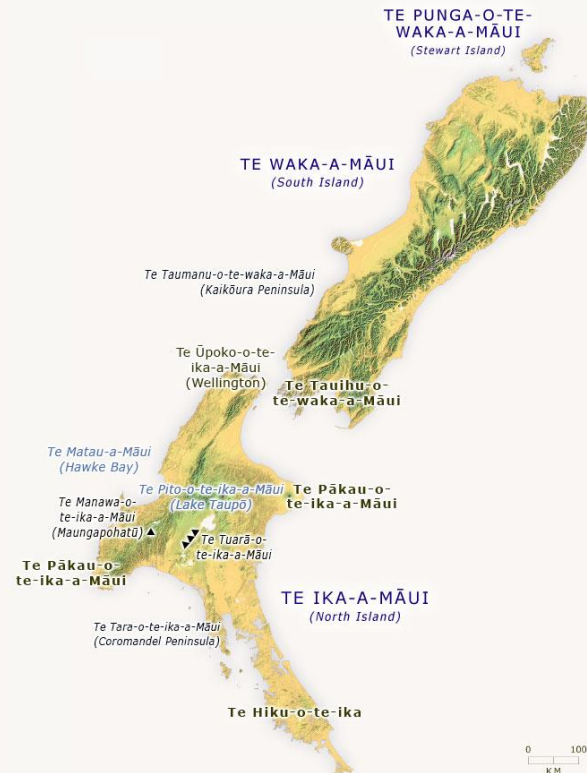 TE PUNGA-O-TE-
WAKA-A-MĀUI
(Stewart Island)
TE WAKA-A-MĀUI
(South Island)
Te Taumanu-o-te-waka-a-Māui
(Kaikōura Peninsula)
Te Ūpoko-o-te-
ika-a-Māui
(Wellington)
Te Tauihu-o-
te-waka-a-Māui
Te Matau-a-Māui
(Hawke Bay)
Te Pito-o-te-ika-a-Māui
(Lake Taupō)
Te Pākau-o-
te-ika-a-Māui
Te Manawa-o-
te-ika-a-Māui
(Maungapohatū)
Te Tuarā-o-
te-ika-a-Māui
Te Pākau-o-
te-ika-a-Māui
TE IKA-A-MĀUI
(North Island)
Te Tara-o-te-ika-a-Māui
(Coromandel Peninsula)
Te Hiku-o-te-ika
0 100
KM